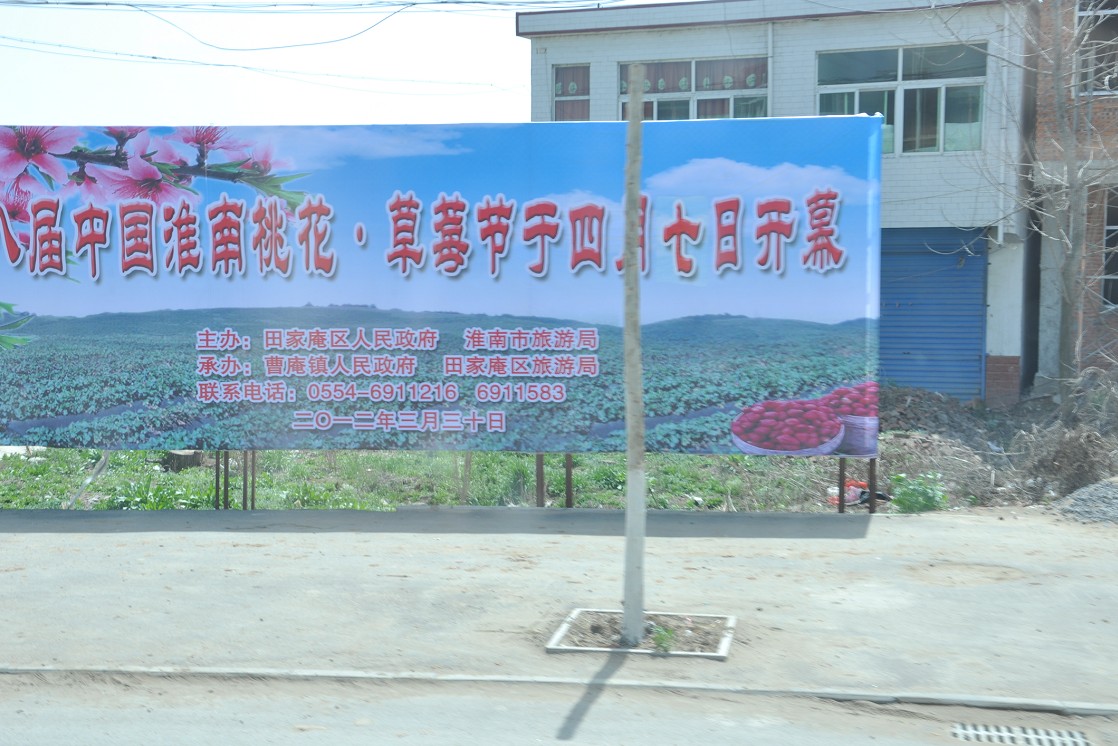 八届中国淮南桃花·草莓节于四月七日开幕
主办：田家庵区人民政府 淮南市旅游局
承办：曹庵镇人民政府 田家庵区旅游局
联系电话：0554-6911216 6911583
二〇一二年三月三十日